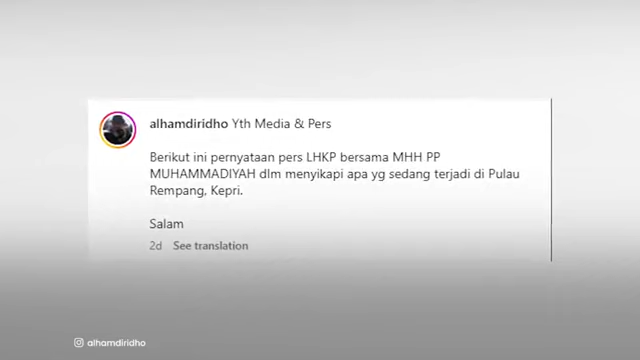 alhamdiridho Yth Media & Pers
Berikut ini pernyataan pers LHKP bersama MHH PP
MUHAMMADIYAH dlm menyikapi apa yg sedang terjadi di Pulau
Rempang, Kepri.
Salam
2d See translation
alhamdiridho